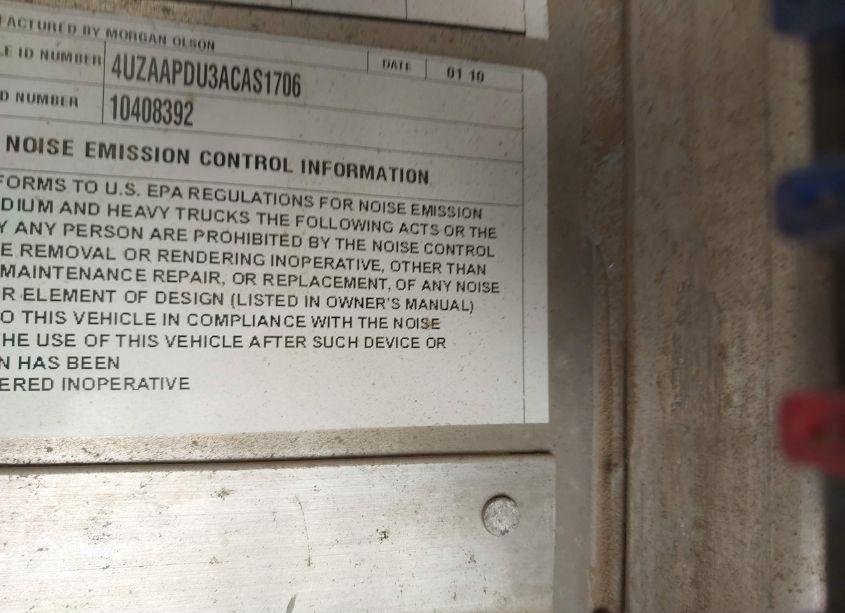 FACTURED BY MORGAN OLSON
LE ID NUMBER 4UZAAPDU3ACAS1706 DATE 01 10
D NUMBER 10408392
NOISE EMISSION CONTROL INFORMATION
FORMS TO U.S. EPA REGULATIONS FOR NOISE EMISSION
DIUM AND HEAVY TRUCKS THE FOLLOWING ACTS OR THE
Y ANY PERSON ARE PROHIBITED BY THE NOISE CONTROL
E REMOVAL OR RENDERING INOPERATIVE, OTHER THAN
MAINTENANCE REPAIR, OR REPLACEMENT, OF ANY NOISE
R ELEMENT OF DESIGN (LISTED IN OWNER'S MANUAL)
O THIS VEHICLE IN COMPLIANCE WITH THE NOISE
HE USE OF THIS VEHICLE AFTER SUCH DEVICE OR
N HAS BEEN
ERED INOPERATIVE